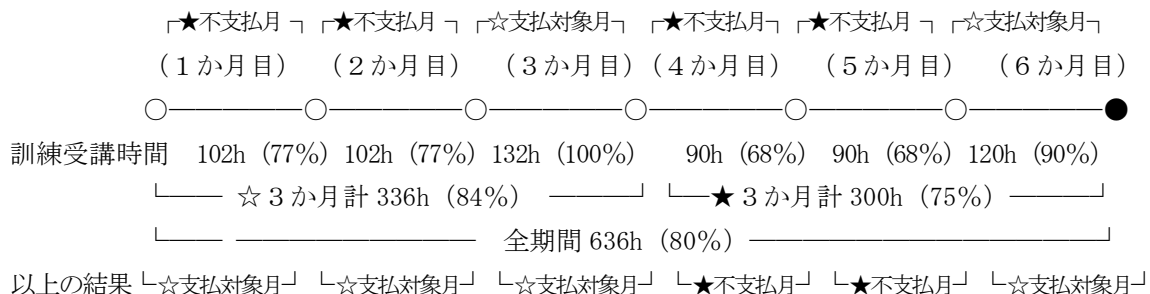 ┌★不支払月┐┌★不支払月┐┌☆支払対象月┐┌★不支払月┐┌★不支払月┐┌☆支払対象月┐
（１か月目）（２か月目）（３か月目）（４か月目）（５か月目）（６か月目）
○―――――○―――――○―――――○―――――○―――――○―――――●
訓練受講時間 102h（77％）102h（77％）132h（100％） 90h（68％）90h（68％）120h（90％）
└―― ☆３か月計 336h（84％） ―――┘└―★３か月計 300h（75％）―――┘
└―― ――――――――― 全期間 636h（80％）―――――――――――――┘
以上の結果└☆支払対象月┘└☆支払対象月┘└☆支払対象月┘└★不支払月┘└★不支払月┘└☆支払対象月┘